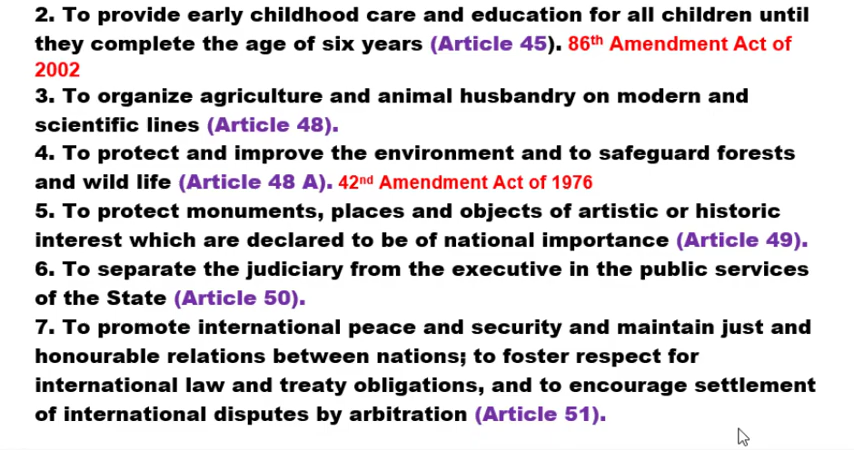 2. To provide early childhood care and education for all children until
they complete the age of six years (Article 45). 86th Amendment Act of
2002
3. To organize agriculture and animal husbandry on modern and
scientific lines (Article 48).
4. To protect and improve the environment and to safeguard forests
and wild life (Article 48 A). 42nd Amendment Act of 1976
5. To protect monuments, places and objects of artistic or historic
interest which are declared to be of national importance (Article 49).
6. To separate the judiciary from the executive in the public services
of the State (Article 50).
7. To promote international peace and security and maintain just and
honourable relations between nations; to foster respect for
international law and treaty obligations, and to encourage settlement
of international disputes by arbitration (Article 51).